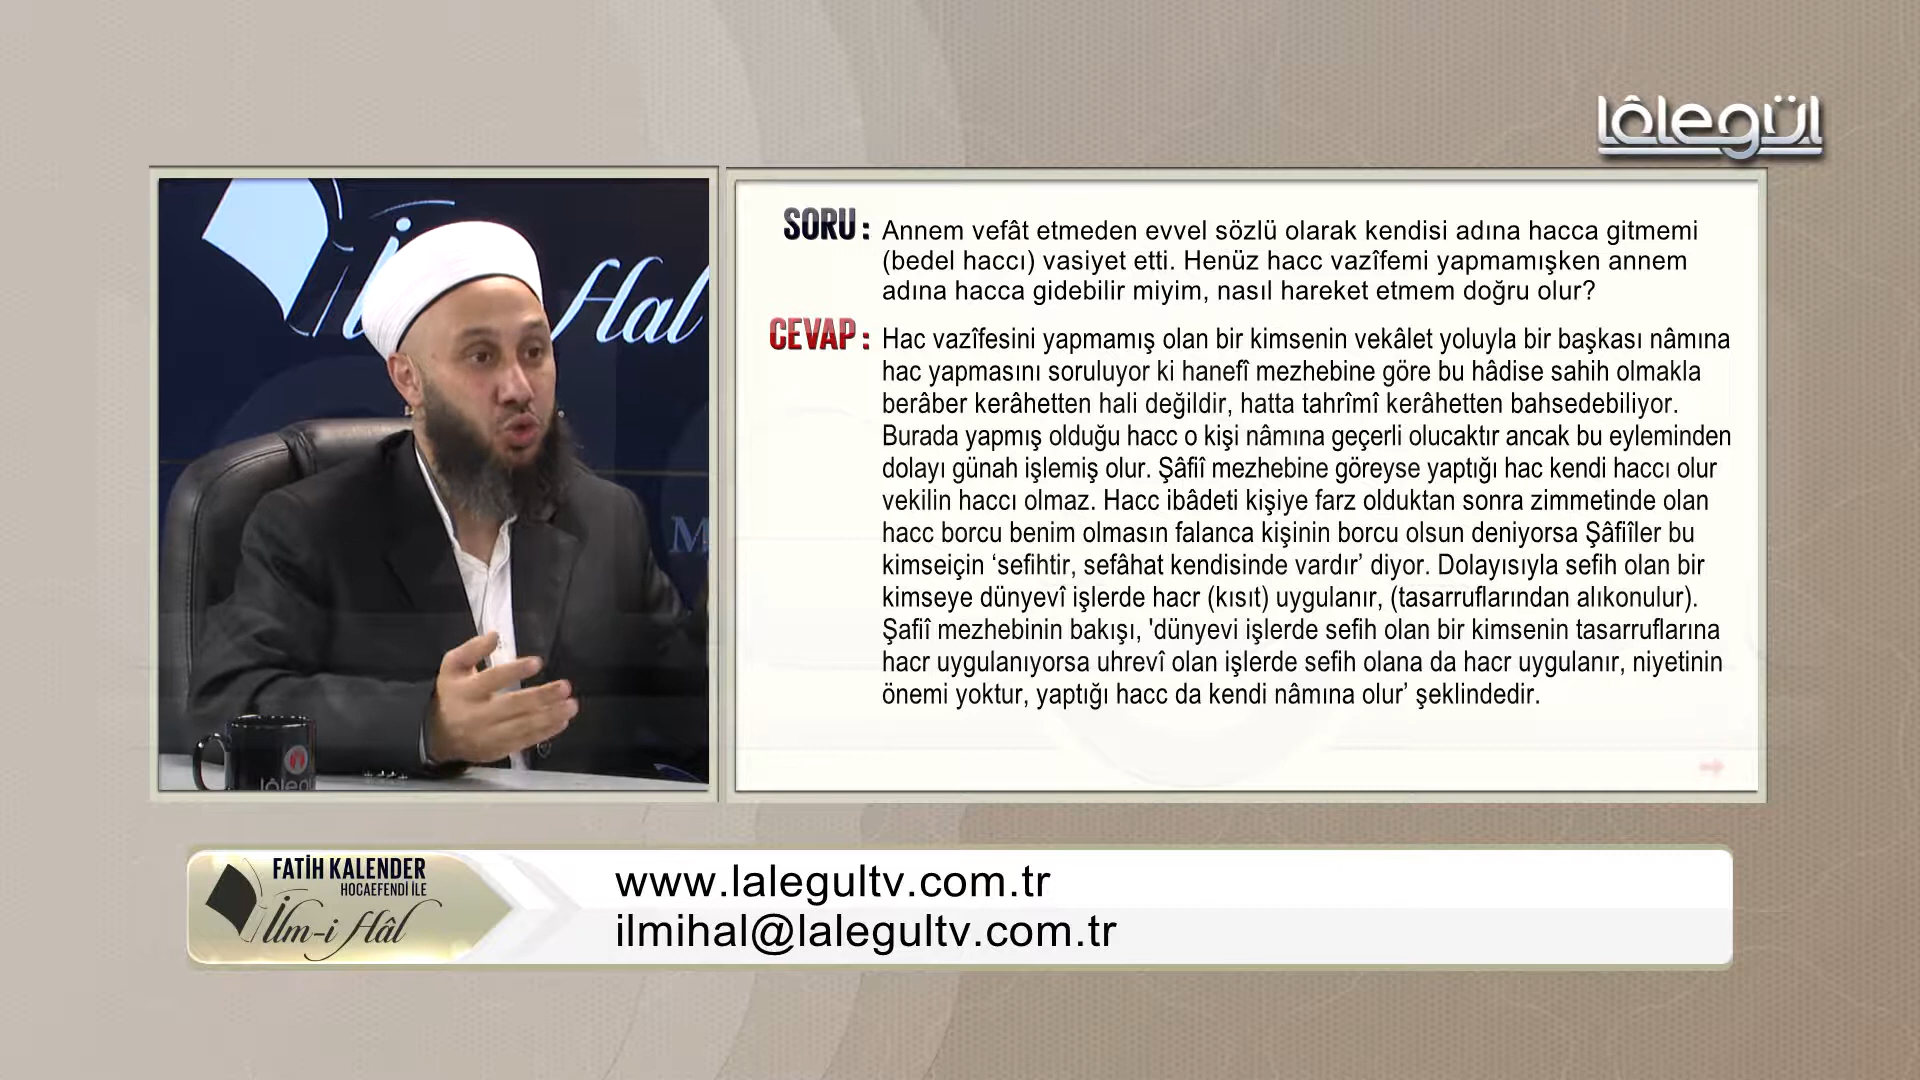 lâlegül
İlm-i Hâl
M
lâlegül
SORU : Annem vefât etmeden evvel sözlü olarak kendisi adına hacca gitmemi
(bedel haccı) vasiyet etti. Henüz hacc vazîfemi yapmamışken annem
adına hacca gidebilir miyim, nasıl hareket etmem doğru olur?
CEVAP : Hac vazîfesini yapmamış olan bir kimsenin vekâlet yoluyla bir başkası nâmına
hac yapmasını soruluyor ki hanefî mezhebine göre bu hâdise sahih olmakla
berâber kerâhetten hali değildir, hatta tahrîmî kerâhetten bahsedebiliyor.
Burada yapmış olduğu hacc o kişi nâmına geçerli olucaktır ancak bu eyleminden
dolayı günah işlemiş olur. Şâfiî mezhebine göreyse yaptığı hac kendi haccı olur
vekilin haccı olmaz. Hacc ibâdeti kişiye farz olduktan sonra zimmetinde olan
hacc borcu benim olmasın falanca kişinin borcu olsun deniyorsa Şâfiîler bu
kimseiçin ‘sefihtir, sefâhat kendisinde vardır’ diyor. Dolayısıyla sefih olan bir
kimseye dünyevî işlerde hacr (kısıt) uygulanır, (tasarruflarından alıkonulur).
Şafiî mezhebinin bakışı, 'dünyevi işlerde sefih olan bir kimsenin tasarruflarına
hacr uygulanıyorsa uhrevî olan işlerde sefih olana da hacr uygulanır, niyetinin
önemi yoktur, yaptığı hacc da kendi nâmına olur’ şeklindedir.
FATİH KALENDER
HOCAEFENDİ İLE
İlm-i Hâl
www.lalegultv.com.tr
ilmihal@lalegultv.com.tr